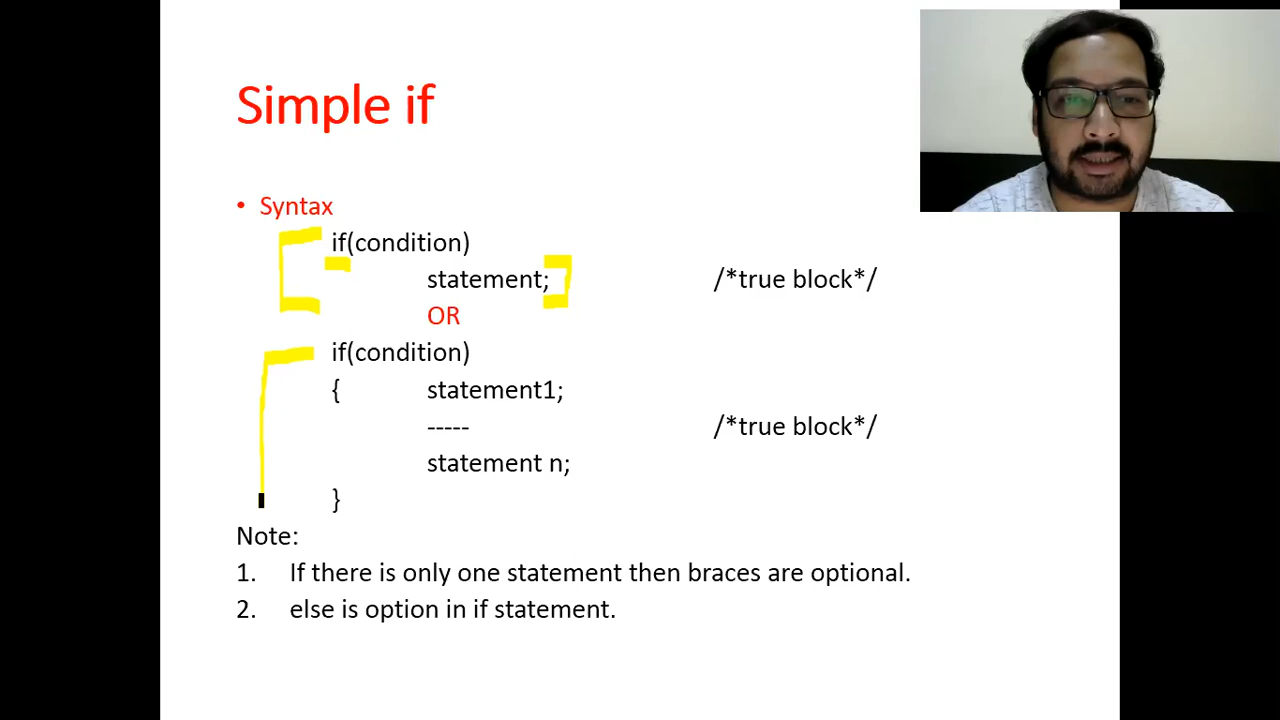 Simple if
• Syntax
if(condition)
statement; /*true block*/
OR
if(condition)
{ statement1;
----- /*true block*/
statement n;
}
Note:
1. If there is only one statement then braces are optional.
2. else is option in if statement.